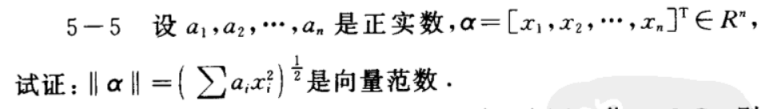 5-5 设 a₁,a₂,⋯,aₙ 是正实数,α=[x₁,x₂,⋯,xₙ]ᵀ∈Rⁿ,
试证:‖α‖=(∑aᵢxᵢ²)^{1/2}是向量范数.